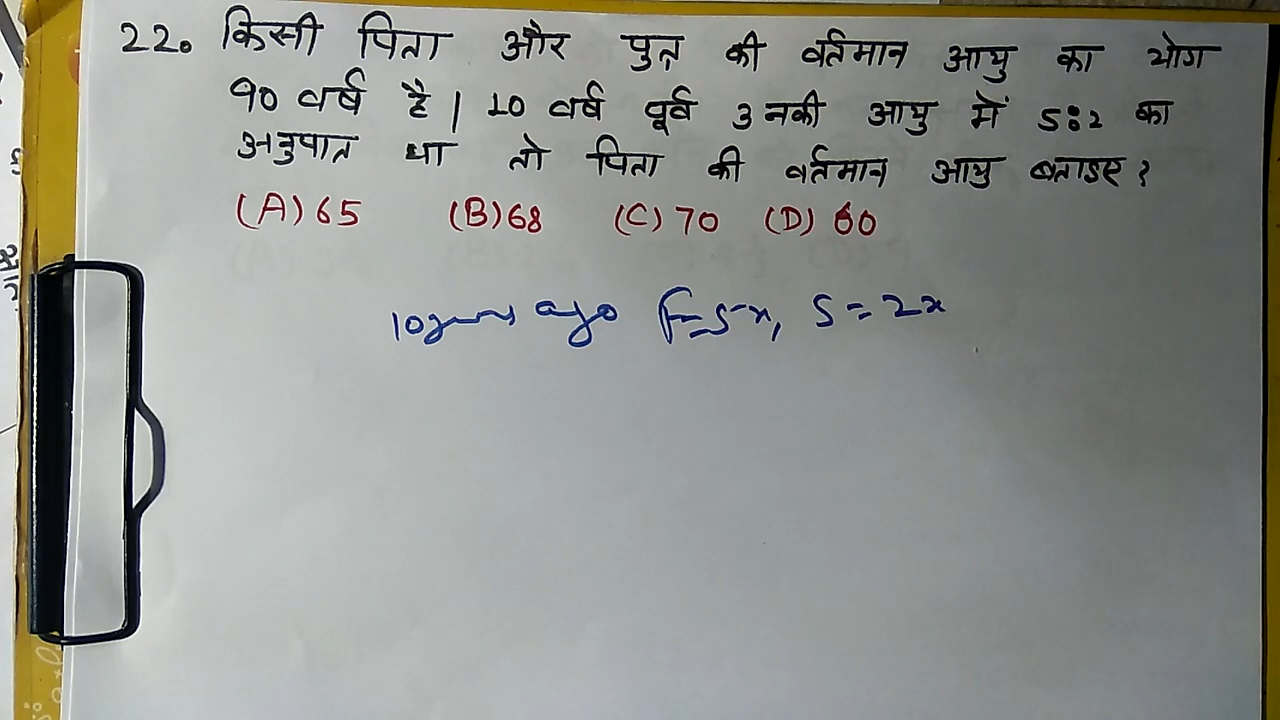 22. किसी पिता और पुत्र की वर्तमान आयु का योग
90 वर्ष है | 10 वर्ष पूर्व उनकी आयु में 5:2 का
अनुपात था तो पिता की वर्तमान आयु बताइए ?
(A) 65 (B) 68 (C) 70 (D) 60
10 years ago F=5x, S=2x